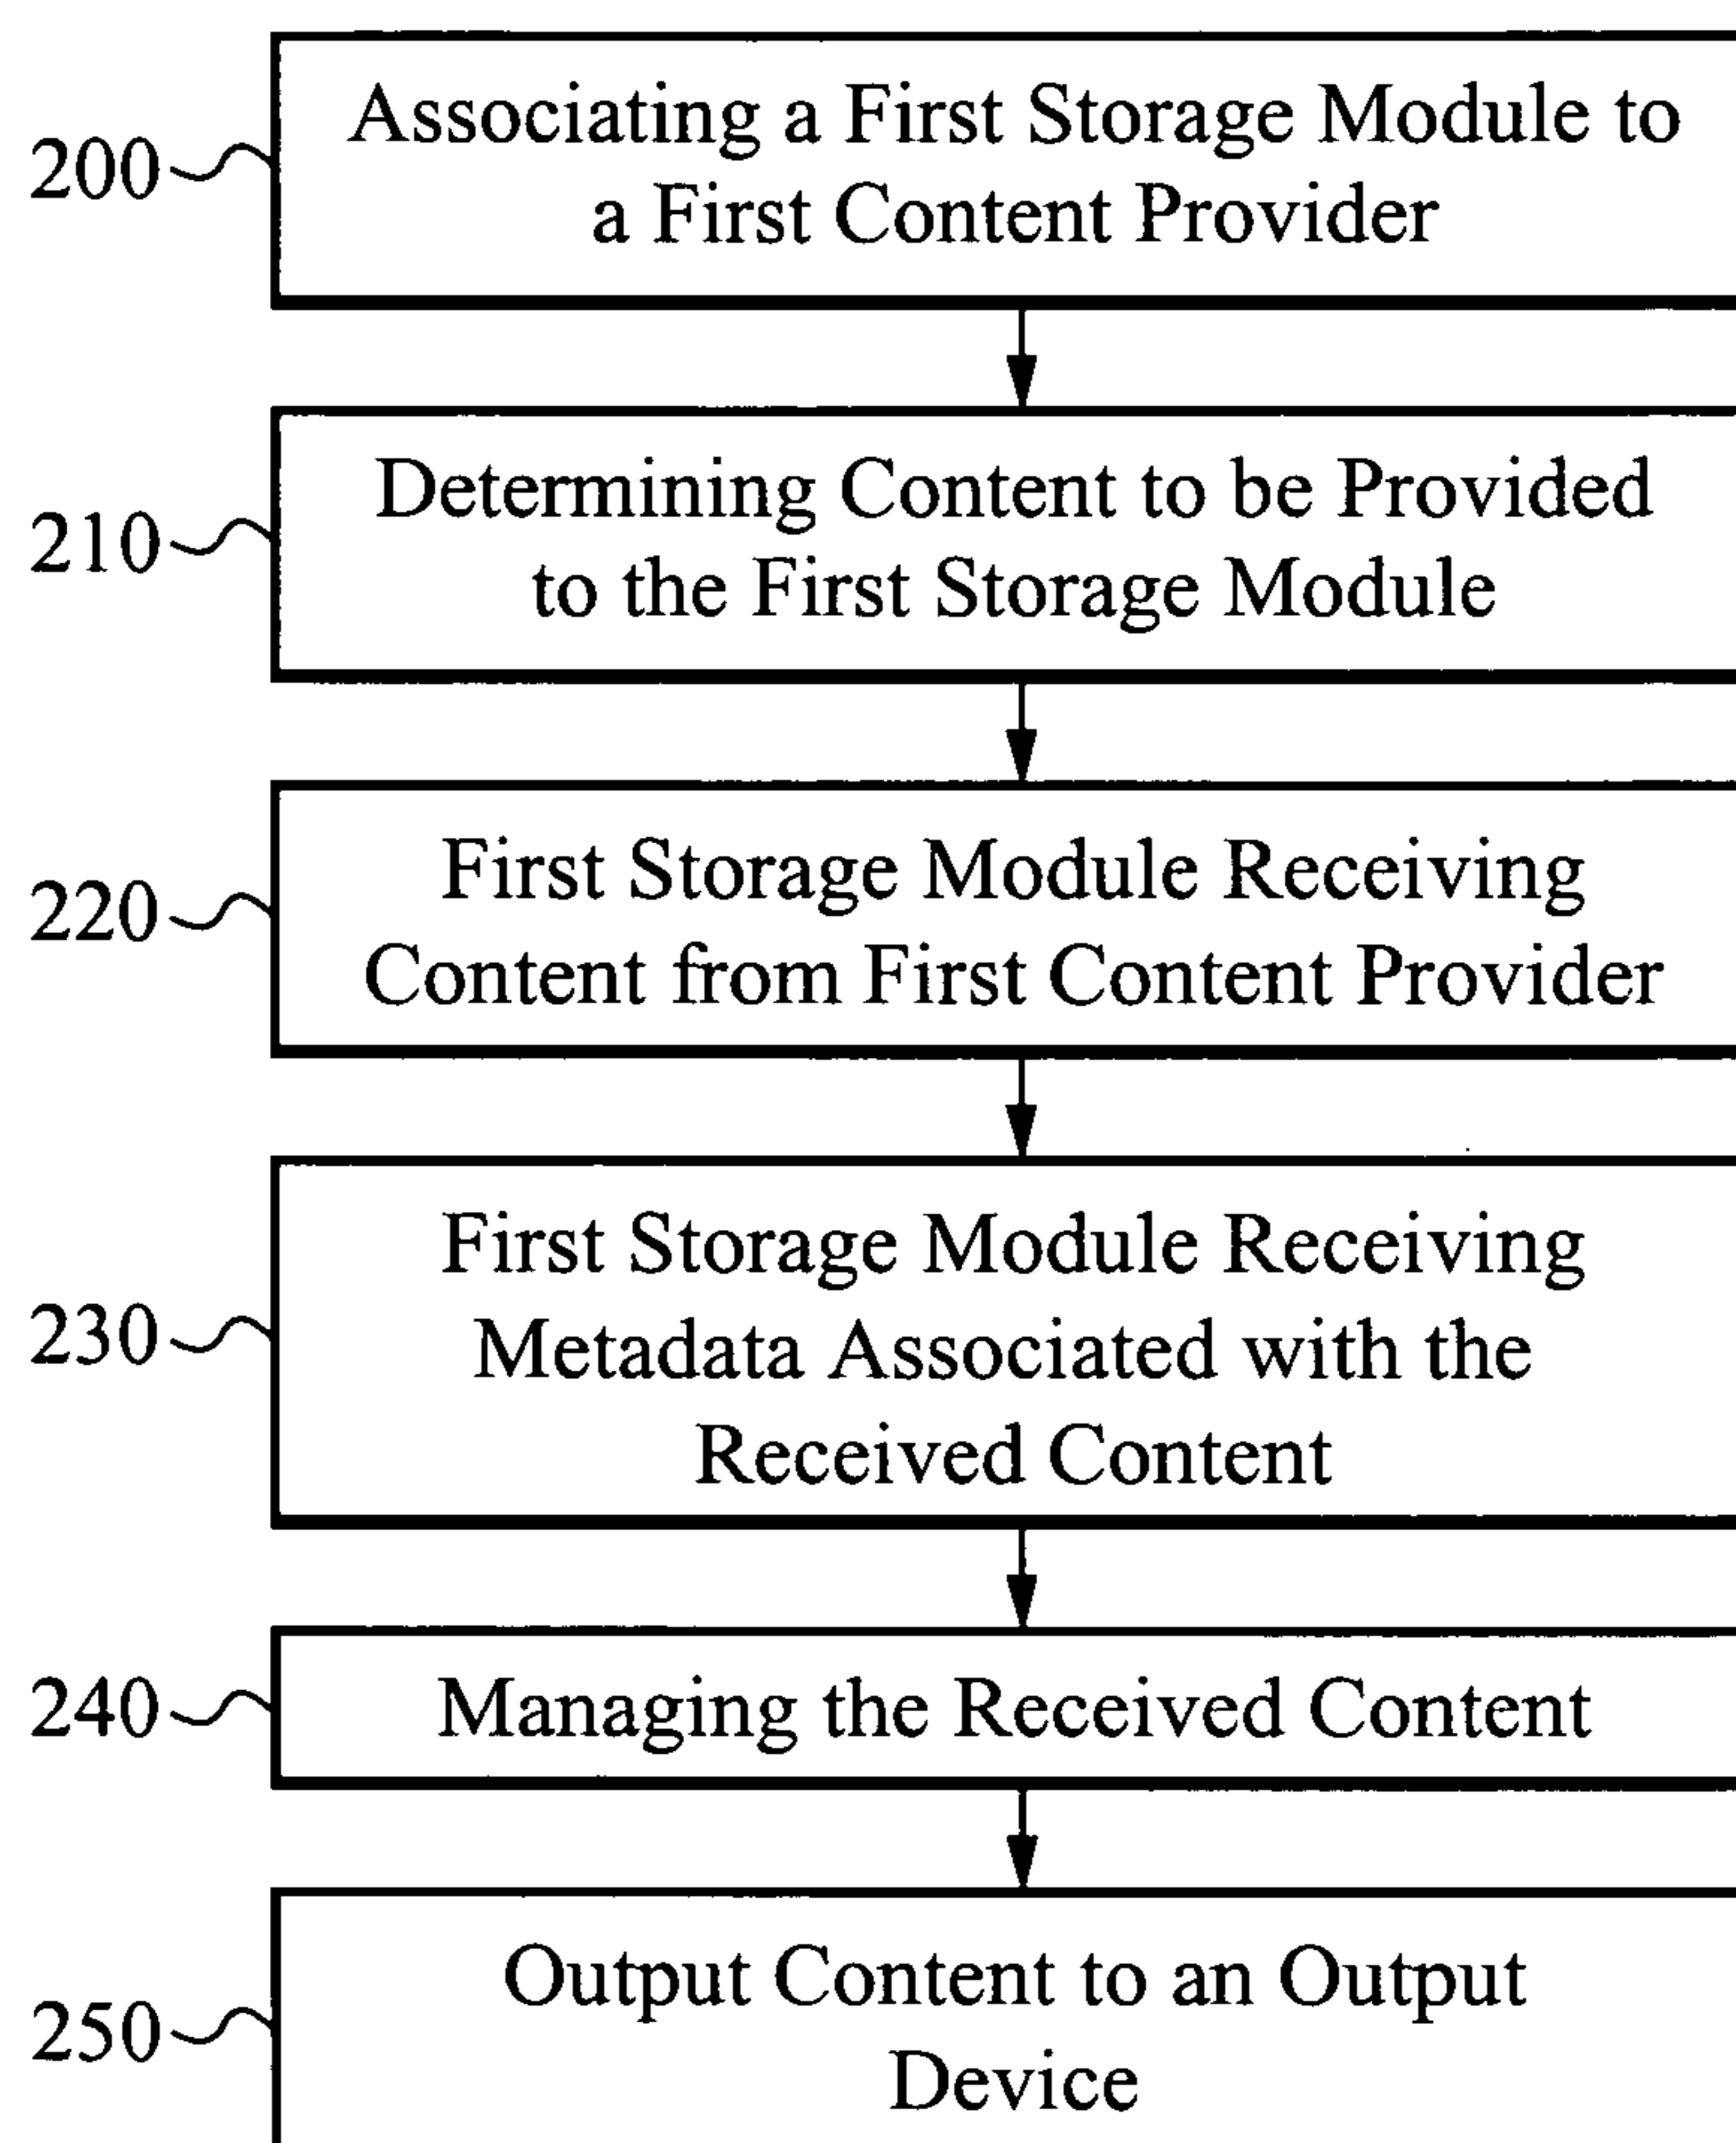 200
Associating a First Storage Module to
a First Content Provider
210
Determining Content to be Provided
to the First Storage Module
220
First Storage Module Receiving
Content from First Content Provider
230
First Storage Module Receiving
Metadata Associated with the
Received Content
240
Managing the Received Content
250
Output Content to an Output
Device